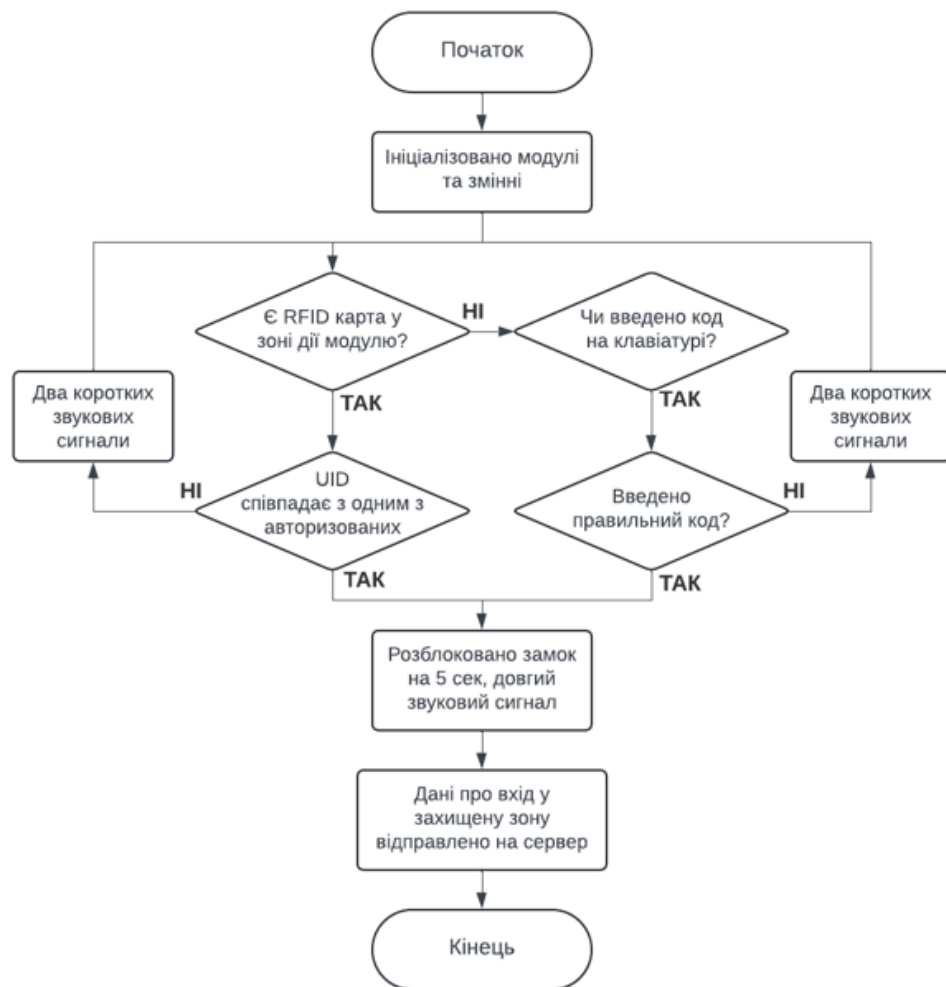 Початок
Ініціалізовано модулі
та змінні
Є RFID карта у
зоні дії модулю?
НІ
Чи введено код
на клавіатурі?
Два коротких
звукових
сигнали
ТАК
ТАК
Два коротких
звукових
сигнали
НІ
UID
співпадає з одним з
авторизованих
Введено
правильний код?
НІ
ТАК
ТАК
Розблоковано замок
на 5 сек, довгий
звуковий сигнал
Дані про вхід у
захищену зону
відправлено на сервер
Кінець